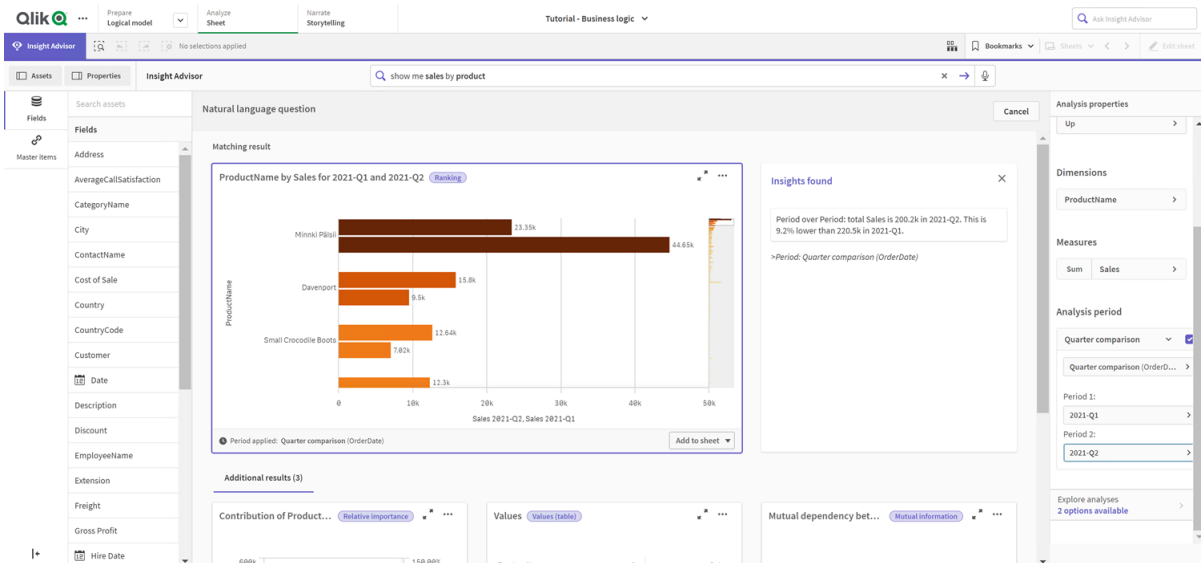 Qlik
Prepare
Logical model
Analyze
Sheet
Narrate
Storytelling
Tutorial - Business logic
Ask Insight Advisor
Insight Advisor
No selections applied
Bookmarks
Sheets
Edit sheet
Assets
Properties
Insight Advisor
show me sales by product
Fields
Master items
Search assets
Fields
Address
AverageCallSatisfaction
CategoryName
City
ContactName
Cost of Sale
Country
CountryCode
Customer
Date
Description
Discount
EmployeeName
Extension
Freight
Gross Profit
Hire Date
Natural language question
Cancel
Matching result
ProductName by Sales for 2021-Q1 and 2021-Q2
Ranking
ProductName
Minnki Pälsii
23.35k
44.65k
Davenport
15.8k
9.5k
Small Crocodile Boots
12.64k
7.02k
12.3k
0
10k
20k
30k
40k
50k
Sales 2021-Q2, Sales 2021-Q1
Period applied: Quarter comparison (OrderDate)
Add to sheet
Insights found
Period over Period: total Sales is 200.2k in 2021-Q2. This is
9.2% lower than 220.5k in 2021-Q1.
>Period: Quarter comparison (OrderDate)
Additional results (3)
Contribution of Product...
Relative importance
600k
150.00%
Values
Values (table)
Mutual dependency bet...
Mutual information
Analysis properties
Up
Dimensions
ProductName
Measures
Sum
Sales
Analysis period
Quarter comparison
Quarter comparison (OrderD...
Period 1:
2021-Q1
Period 2:
2021-Q2
Explore analyses
2 options available